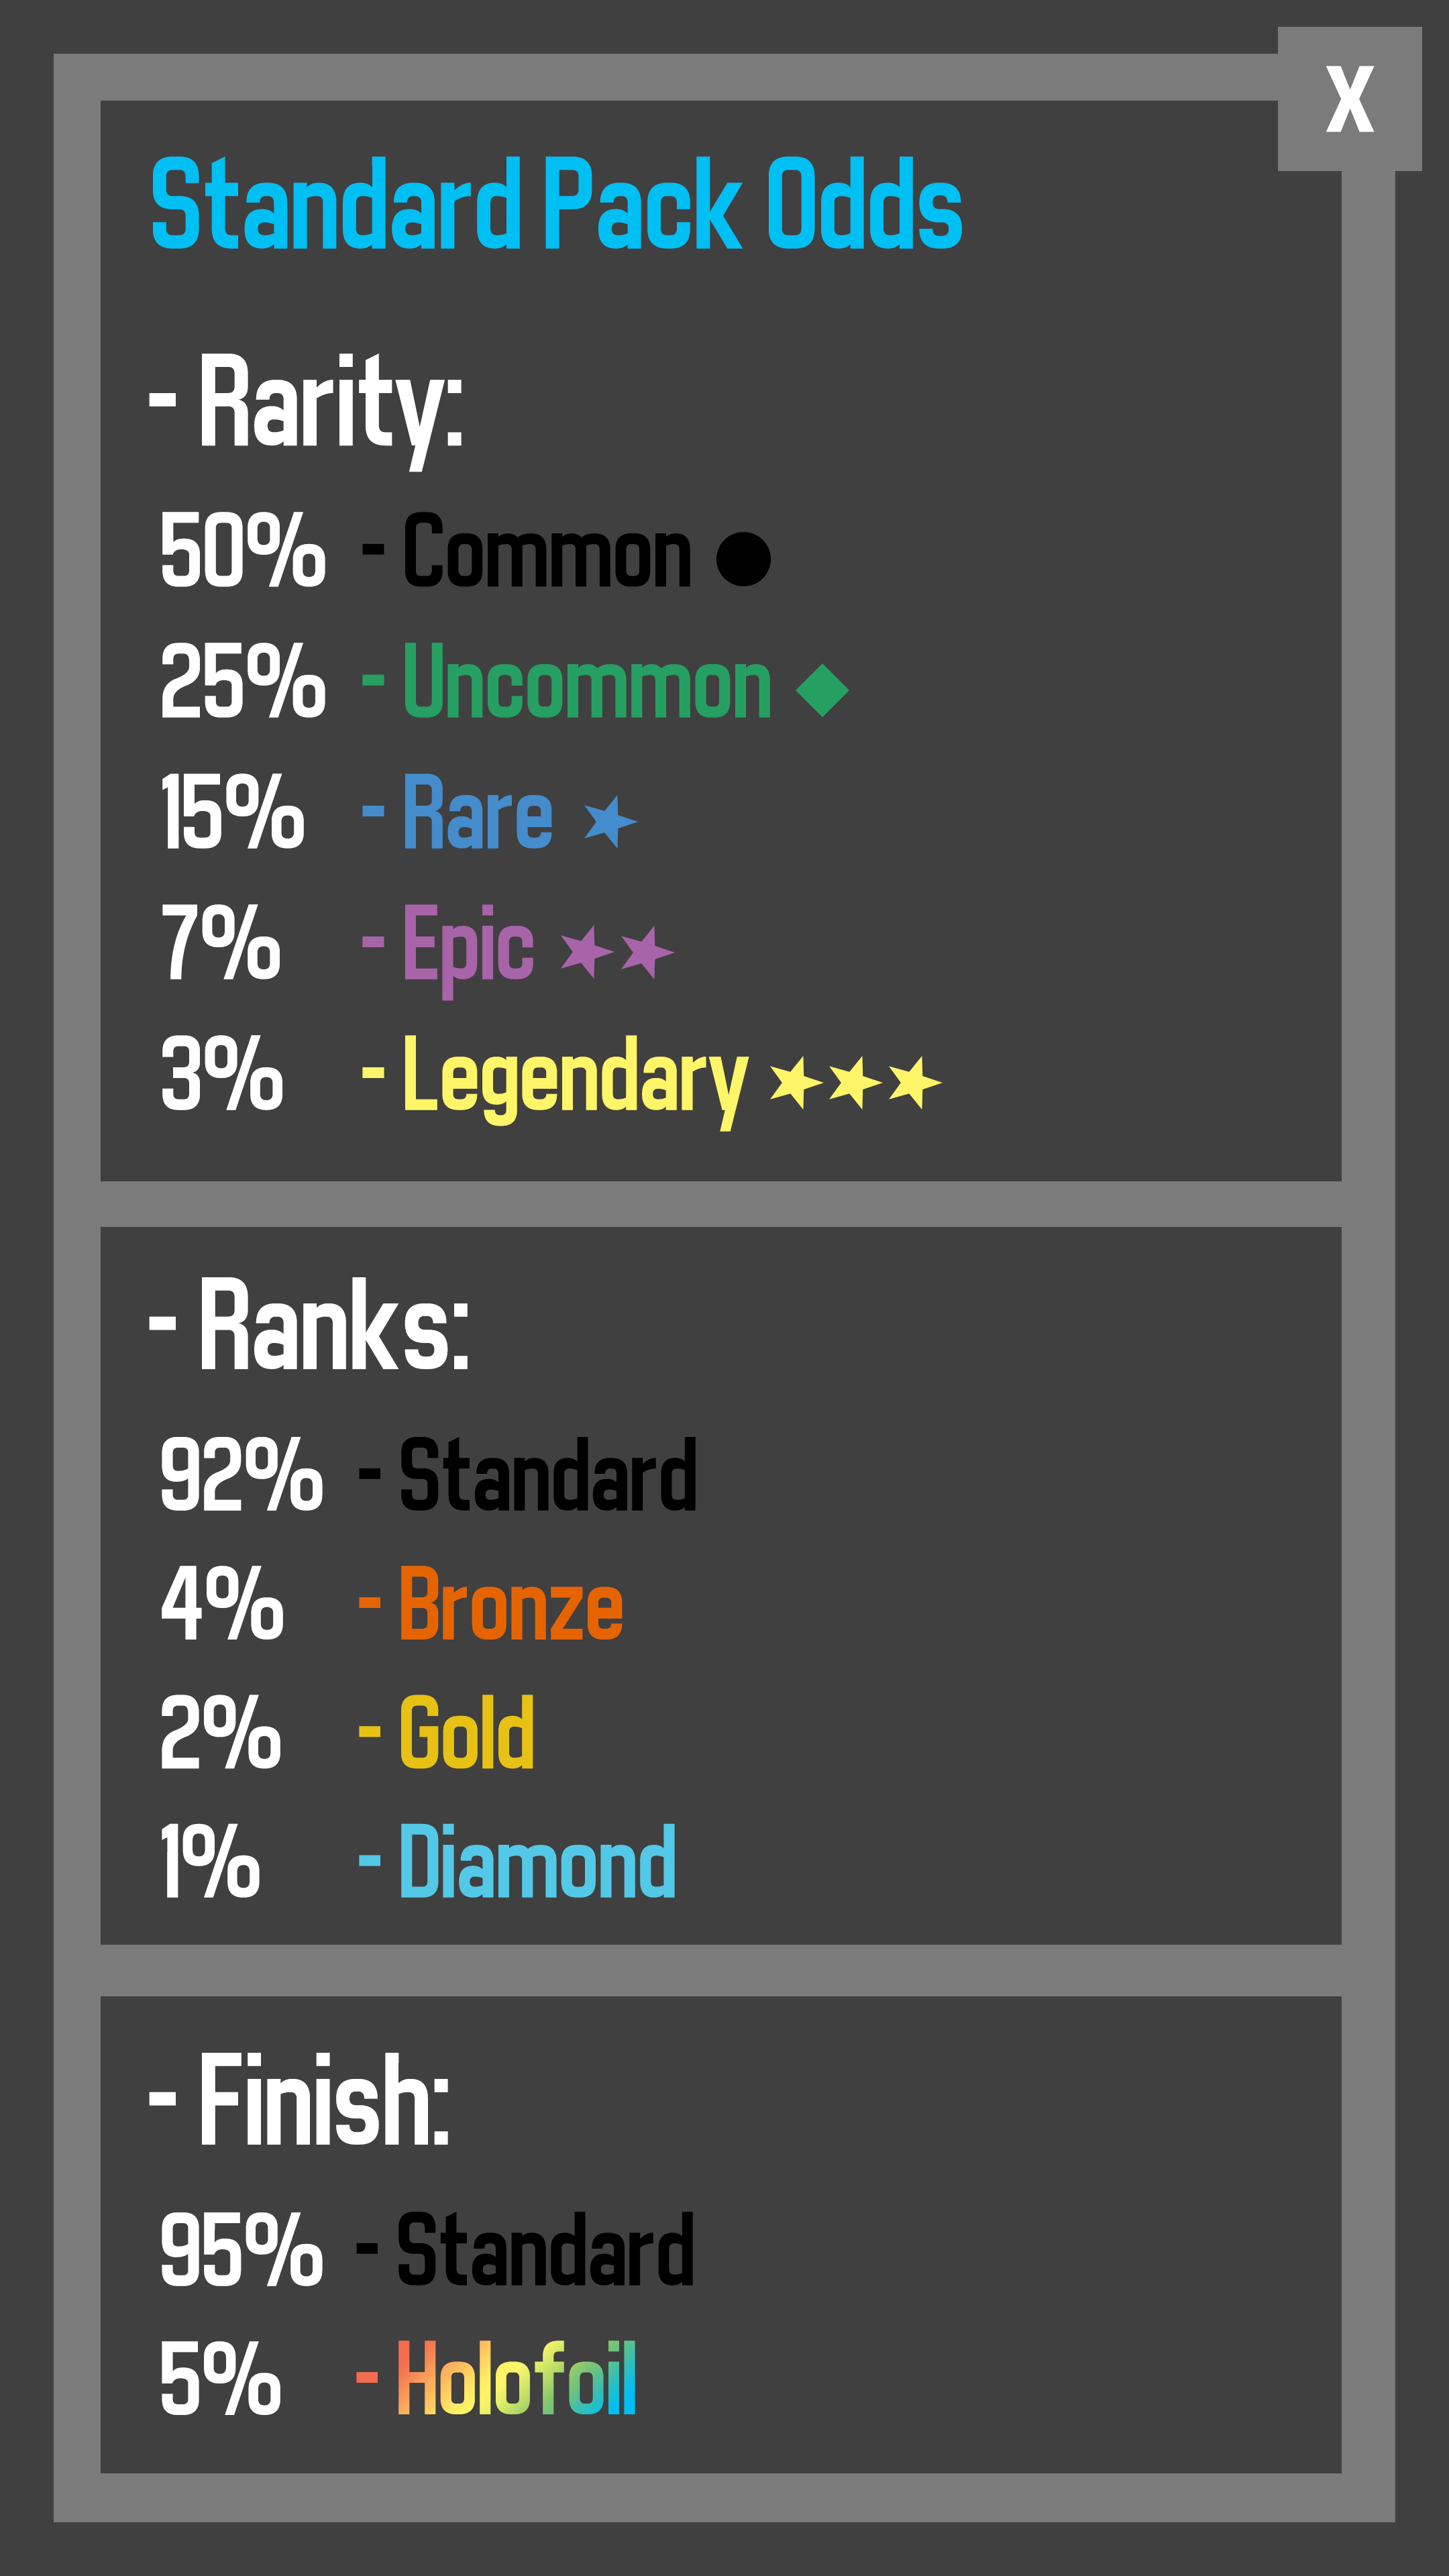 X
Standard Pack Odds
- Rarity:
50% - Common ●
25% - Uncommon ◆
15% - Rare ★
7% - Epic ★★
3% - Legendary ★★★
- Ranks:
92% - Standard
4% - Bronze
2% - Gold
1% - Diamond
- Finish:
95% - Standard
5% - Holofoil